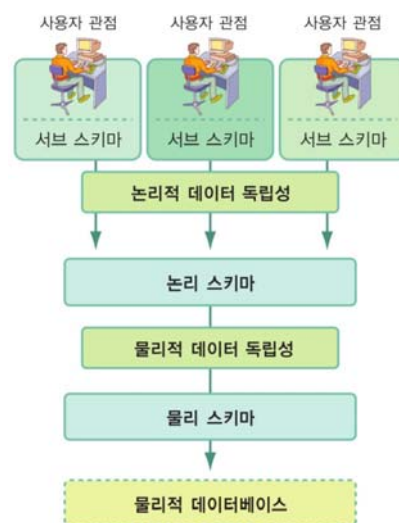 사용자 관점 사용자 관점 사용자 관점
서브 스키마 서브 스키마 서브 스키마
논리적 데이터 독립성
논리 스키마
물리적 데이터 독립성
물리 스키마
물리적 데이터베이스